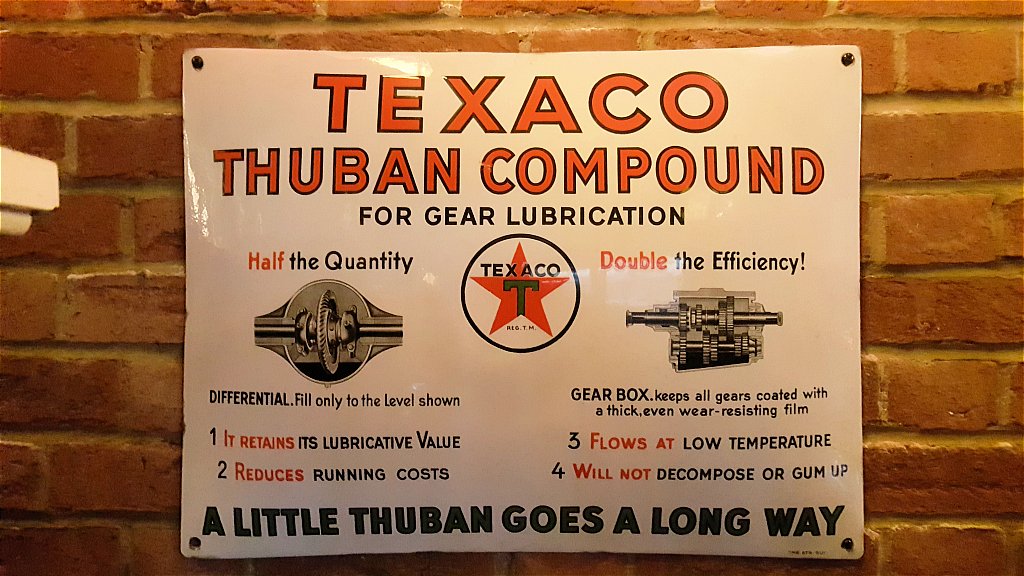 TEXACO
THUBAN COMPOUND
FOR GEAR LUBRICATION
Half the Quantity
TEXACO
T
REG. T.M.
Double the Efficiency!
DIFFERENTIAL. Fill only to the Level shown
GEAR BOX. keeps all gears coated with
a thick, even wear-resisting film
1 IT RETAINS ITS LUBRICATIVE VALUE
2 REDUCES RUNNING COSTS
3 FLOWS AT LOW TEMPERATURE
4 WILL NOT DECOMPOSE OR GUM UP
A LITTLE THUBAN GOES A LONG WAY